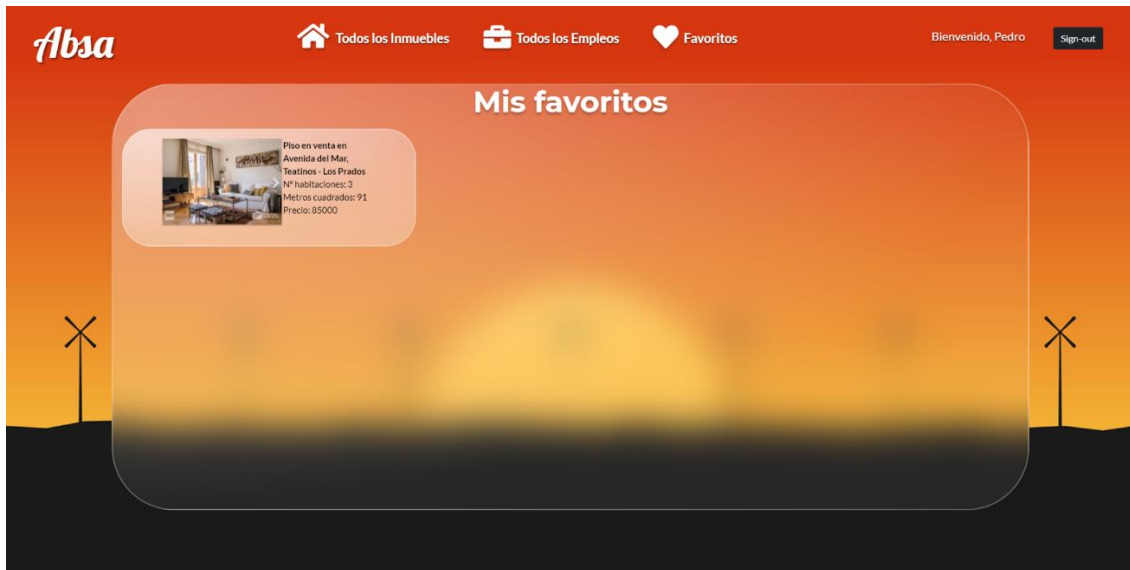 Absa
Todos los Inmuebles
Todos los Empleos
Favoritos
Bienvenido, Pedro
Sign-out
Mis favoritos
Piso en venta en
Avenida del Mar,
Teatinos - Los Prados
Nº habitaciones: 3
Metros cuadrados: 91
Precio: 85000